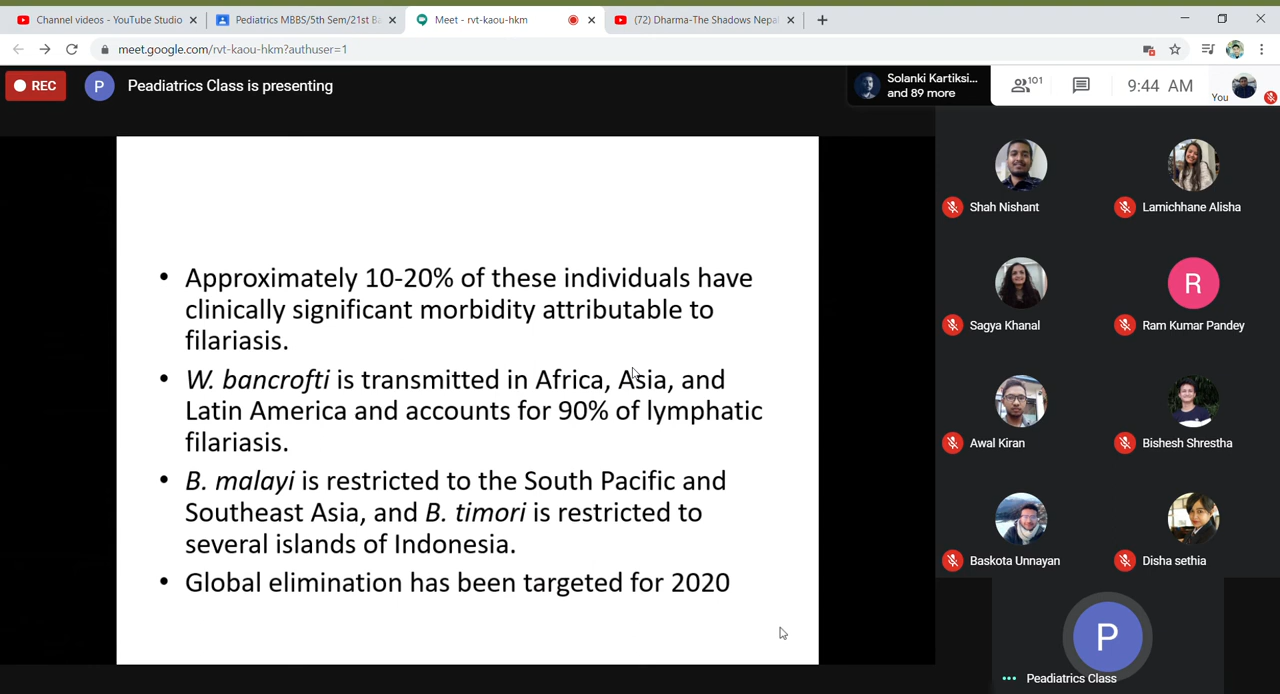 Channel videos - YouTube Studio
Pediatrics MBBS/5th Sem/21st Ba
Meet - rvt-kaou-hkm
(72) Dharma-The Shadows Nepal
meet.google.com/rvt-kaou-hkm?authuser=1
REC
P
Peadiatrics Class is presenting
Solanki Kartiksi...
and 89 more
101
9:44 AM
You
• Approximately 10-20% of these individuals have
clinically significant morbidity attributable to
filariasis.
• W. bancrofti is transmitted in Africa, Asia, and
Latin America and accounts for 90% of lymphatic
filariasis.
• B. malayi is restricted to the South Pacific and
Southeast Asia, and B. timori is restricted to
several islands of Indonesia.
• Global elimination has been targeted for 2020
Shah Nishant
Lamichhane Alisha
Sagya Khanal
R
Ram Kumar Pandey
Awal Kiran
Bishesh Shrestha
Baskota Unnayan
Disha sethia
P
Peadiatrics Class